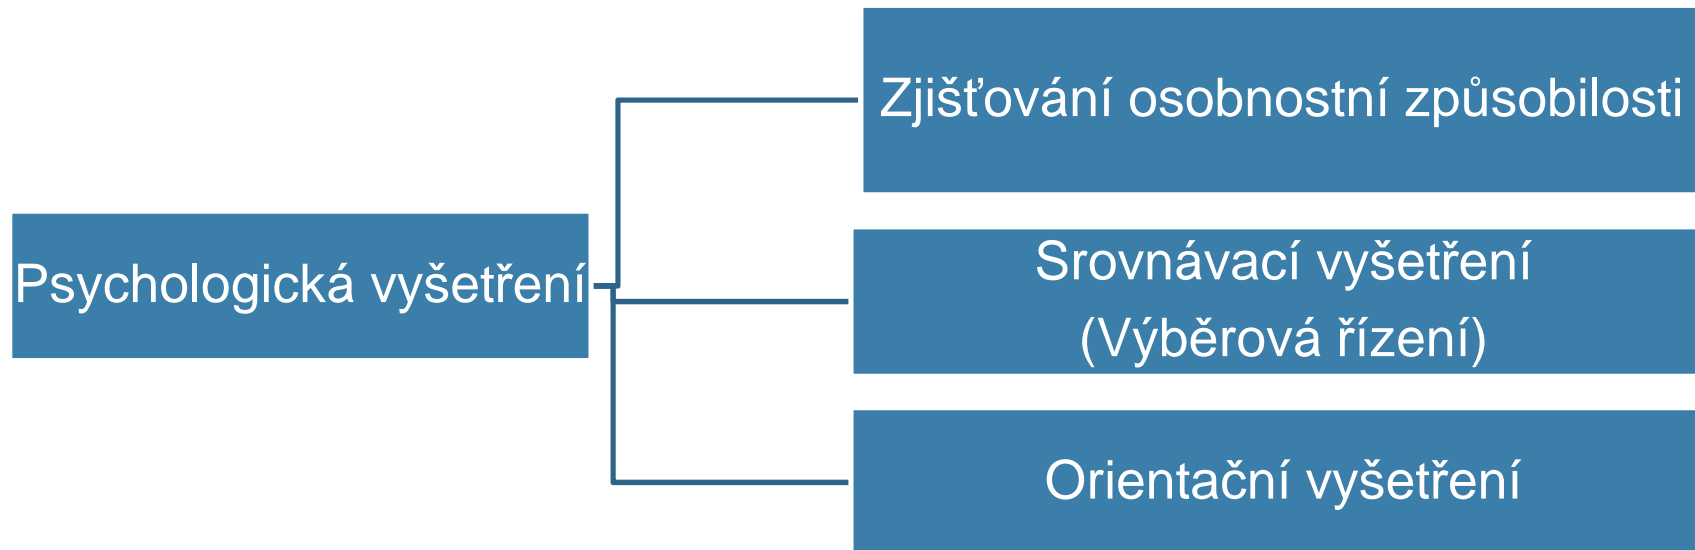 Psychologická vyšetření
Zjišťování osobnostní způsobilosti
Srovnávací vyšetření
(Výběrová řízení)
Orientační vyšetření